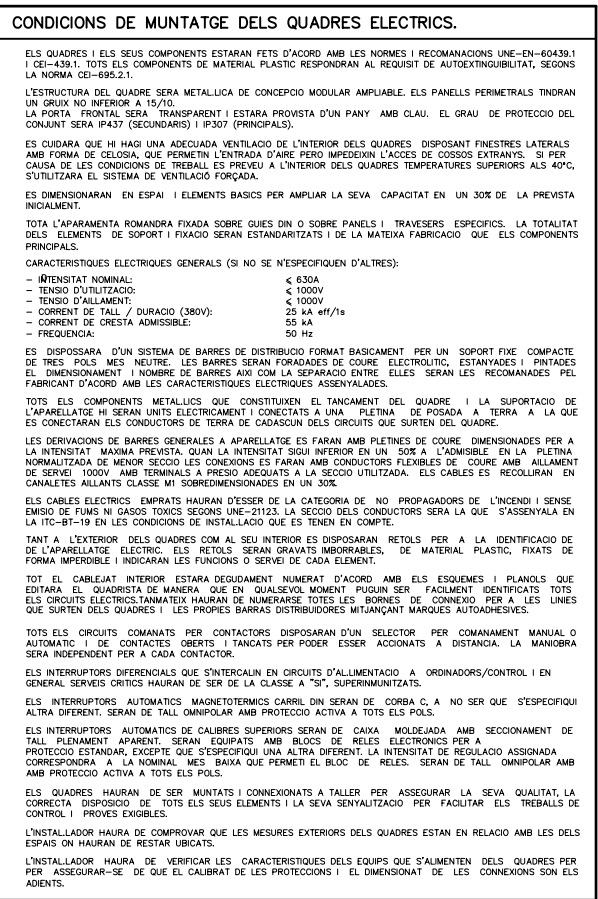 CONDICIONS DE MUNTATGE DELS QUADRES ELECTRICS.
ELS QUADRES I ELS SEUS COMPONENTS ESTARAN FETS D'ACORD AMB LES NORMES I RECOMANACIONS UNE-EN-60439.1
I CEI-439.1. TOTS ELS COMPONENTS DE MATERIAL PLASTIC RESPONDRAN AL REQUISIT DE AUTOEXTINGUIBILITAT, SEGONS
LA NORMA CEI-695.2.1.
L'ESTRUCTURA DEL QUADRE SERA METAL.LICA DE CONCEPCIO MODULAR AMPLIABLE. ELS PANELLS PERIMETRALS TINDRAN
UN GRUIX NO INFERIOR A 15/10.
LA PORTA FRONTAL SERA TRANSPARENT I ESTARA PROVISTA D'UN PANY AMB CLAU. EL GRAU DE PROTECCIO DEL
CONJUNT SERA IP437 (SECUNDARIS) I IP307 (PRINCIPALS).
ES CUIDARA QUE HI HAGI UNA ADECUADA VENTILACIO DE L'INTERIOR DELS QUADRES DISPOSANT FINESTRES LATERALS
AMB FORMA DE CELOSIA, QUE PERMETIN L'ENTRADA D'AIRE PERO IMPEDEIXIN L'ACCES DE COSSOS EXTRANYS. SI PER
CAUSA DE LES CONDICIONS DE TREBALL ES PREVEU A L'INTERIOR DELS QUADRES TEMPERATURES SUPERIORS ALS 40°C,
S'UTILITZARA EL SISTEMA DE VENTILACIÓ FORÇADA.
ES DIMENSIONARAN EN ESPAI I ELEMENTS BASICS PER AMPLIAR LA SEVA CAPACITAT EN UN 30% DE LA PREVISTA
INICIALMENT.
TOTA L'APARAMENTA ROMANDRA FIXADA SOBRE GUIES DIN O SOBRE PANELS I TRAVESERS ESPECIFICS. LA TOTALITAT
DELS ELEMENTS DE SOPORT I FIXACIO SERAN ESTANDARITZATS I DE LA MATEIXA FABRICACIO QUE ELS COMPONENTS
PRINCIPALS.
CARACTERISTIQUES ELECTRIQUES GENERALS (SI NO SE N'ESPECIFIQUEN D'ALTRES):
- INTENSITAT NOMINAL: ⩽ 630A
- TENSIO D'UTILITZACIO: ⩽ 1000V
- TENSIO D'AILLAMENT: ⩽ 1000V
- CORRENT DE TALL / DURACIO (380V): 25 kA eff/1s
- CORRENT DE CRESTA ADMISSIBLE: 55 kA
- FREQUENCIA: 50 Hz
ES DISPOSSARA D'UN SISTEMA DE BARRES DE DISTRIBUCIO FORMAT BASICAMENT PER UN SOPORT FIXE COMPACTE
DE TRES POLS MES NEUTRE. LES BARRES SERAN FORADADES DE COURE ELECTROLITIC, ESTANYADES I PINTADES
EL DIMENSIONAMENT I NOMBRE DE BARRES AIXI COM LA SEPARACIO ENTRE ELLES SERAN LES RECOMANADES PEL
FABRICANT D'ACORD AMB LES CARACTERISTIQUES ELECTRIQUES ASSENYALADES.
TOTS ELS COMPONENTS METAL.LICS QUE CONSTITUIXEN EL TANCAMENT DEL QUADRE I LA SUPORTACIO DE
L'APARELLATGE HI SERAN UNITS ELECTRICAMENT I CONECTATS A UNA PLETINA DE POSADA A TERRA A LA QUE
ES CONECTARAN ELS CONDUCTORS DE TERRA DE CADASCUN DELS CIRCUITS QUE SURTEN DEL QUADRE.
LES DERIVACIONS DE BARRES GENERALS A APARELLATGE ES FARAN AMB PLETINES DE COURE DIMENSIONADES PER A
LA INTENSITAT MAXIMA PREVISTA. QUAN LA INTENSITAT SIGUI INFERIOR EN UN 50% A L'ADMISIBLE EN LA PLETINA
NORMALITZADA DE MENOR SECCIO LES CONEXIONS ES FARAN AMB CONDUCTORS FLEXIBLES DE COURE AMB AILLAMENT
DE SERVEI 1000V AMB TERMINALS A PRESIO ADEQUATS A LA SECCIO UTILITZADA. ELS CABLES ES RECOLLIRAN EN
CANALETES AILLANTS CLASSE M1 SOBREDIMENSIONADES EN UN 30%.
ELS CABLES ELECTRICS EMPRATS HAURAN D'ESSER DE LA CATEGORIA DE NO PROPAGADORS DE L'INCENDI I SENSE
EMISIO DE FUMS NI GASOS TOXICS SEGONS UNE-21123. LA SECCIO DELS CONDUCTORS SERA LA QUE S'ASSENYALA EN
LA ITC-BT-19 EN LES CONDICIONS DE INSTAL.LACIO QUE ES TENEN EN COMPTE.
TANT A L'EXTERIOR DELS QUADRES COM AL SEU INTERIOR ES DISPOSARAN RETOLS PER A LA IDENTIFICACIO DE
DE L'APARELLATGE ELECTRIC. ELS RETOLS SERAN GRAVATS IMBORRABLES, DE MATERIAL PLASTIC, FIXATS DE
FORMA IMPERDIBLE I INDICARAN LES FUNCIONS O SERVEI DE CADA ELEMENT.
TOT EL CABLEJAT INTERIOR ESTARA DEGUDAMENT NUMERAT D'ACORD AMB ELS ESQUEMES I PLANOLS QUE
EDITARA EL QUADRISTA DE MANERA QUE EN QUALSEVOL MOMENT PUGUIN SER FACILMENT IDENTIFICATS TOTS
ELS CIRCUITS ELECTRICS.TANMATEIX HAURAN DE NUMERARSE TOTES LES BORNES DE CONNEXIO PER A LES LINIES
QUE SURTEN DELS QUADRES I LES PROPIES BARRAS DISTRIBUIDORES MITJANÇANT MARQUES AUTOADHESIVES.
TOTS ELS CIRCUITS COMANATS PER CONTACTORS DISPOSARAN D'UN SELECTOR PER COMANAMENT MANUAL O
AUTOMATIC I DE CONTACTES OBERTS I TANCATS PER PODER ESSER ACCIONATS A DISTANCIA. LA MANIOBRA
SERA INDEPENDENT PER A CADA CONTACTOR.
ELS INTERRUPTORS DIFERENCIALS QUE S'INTERCALIN EN CIRCUITS D'AL.LIMENTACIO A ORDINADORS/CONTROL I EN
GENERAL SERVEIS CRITICS HAURAN DE SER DE LA CLASSE A "SI", SUPERINMUNITZATS.
ELS INTERRUPTORS AUTOMATICS MAGNETOTERMICS CARRIL DIN SERAN DE CORBA C, A NO SER QUE S'ESPECIFIQUI
ALTRA DIFERENT. SERAN DE TALL OMNIPOLAR AMB PROTECCIO ACTIVA A TOTS ELS POLS.
ELS INTERRUPTORS AUTOMATICS DE CALIBRES SUPERIORS SERAN DE CAIXA MOLDEJADA AMB SECCIONAMENT DE
TALL PLENAMENT APARENT. SERAN EQUIPATS AMB BLOCS DE RELES ELECTRONICS PER A
PROTECCIO ESTANDAR, EXCEPTE QUE S'ESPECIFIQUI UNA ALTRA DIFERENT. LA INTENSITAT DE REGULACIO ASSIGNADA
CORRESPONDRA A LA NOMINAL MES BAIXA QUE PERMETI EL BLOC DE RELES. SERAN DE TALL OMNIPOLAR AMB
AMB PROTECCIO ACTIVA A TOTS ELS POLS.
ELS QUADRES HAURAN DE SER MUNTATS I CONNEXIONATS A TALLER PER ASSEGURAR LA SEVA QUALITAT, LA
CORRECTA DISPOSICIO DE TOTS ELS SEUS ELEMENTS I LA SEVA SENYALITZACIO PER FACILITAR ELS TREBALLS DE
CONTROL I PROVES EXIGIBLES.
L'INSTAL.LADOR HAURA DE COMPROVAR QUE LES MESURES EXTERIORS DELS QUADRES ESTAN EN RELACIO AMB LES DELS
ESPAIS ON HAURAN DE RESTAR UBICATS.
L'INSTAL.LADOR HAURA DE VERIFICAR LES CARACTERISTIQUES DELS EQUIPS QUE S'ALIMENTEN DELS QUADRES PER
PER ASSEGURAR-SE DE QUE EL CALIBRAT DE LES PROTECCIONS I EL DIMENSIONAT DE LES CONNEXIONS SON ELS
ADIENTS.